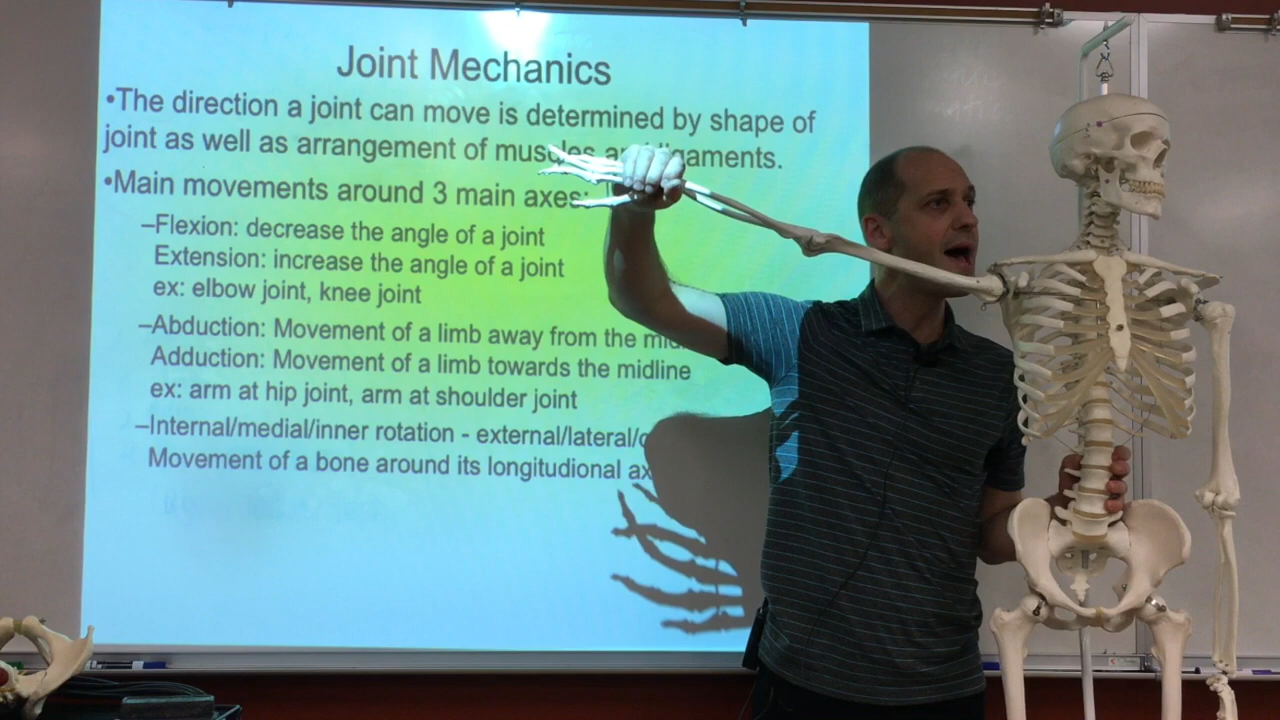 Joint Mechanics
•The direction a joint can move is determined by shape of
joint as well as arrangement of muscles
•Main movements around 3 main axes:
–Flexion: decrease the angle of a joint
Extension: increase the angle of a joint
ex: elbow joint, knee joint
–Abduction: Movement of a limb away from the
Adduction: Movement of a limb towards the midline
ex: arm at hip joint, arm at shoulder joint
–Internal/medial/inner rotation - external/lateral/
Movement of a bone around its longitudional